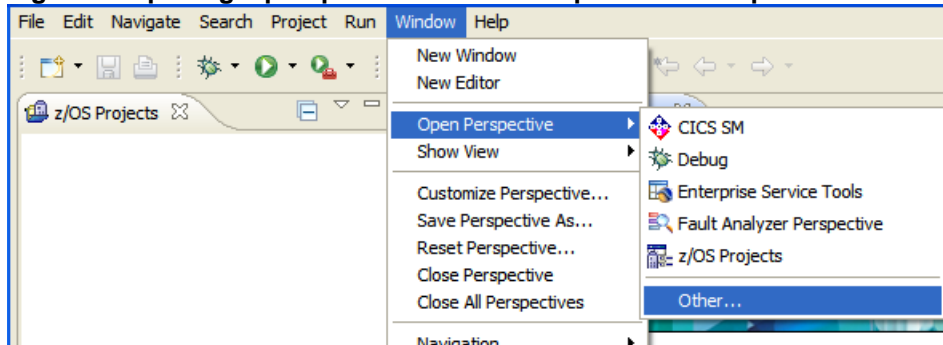 File Edit Navigate Search Project Run Window Help
New Window
New Editor
z/OS Projects
Open Perspective
CICS SM
Show View
Debug
Customize Perspective...
Enterprise Service Tools
Save Perspective As...
Fault Analyzer Perspective
Reset Perspective...
z/OS Projects
Close Perspective
Close All Perspectives
Other...
Navigation